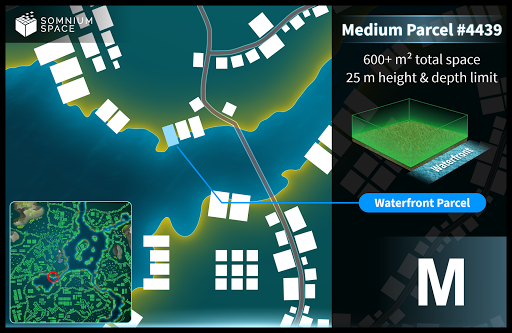 SOMNIUM
SPACE
Medium Parcel #4439
600+ m² total space
25 m height & depth limit
Waterfront
Waterfront Parcel
M